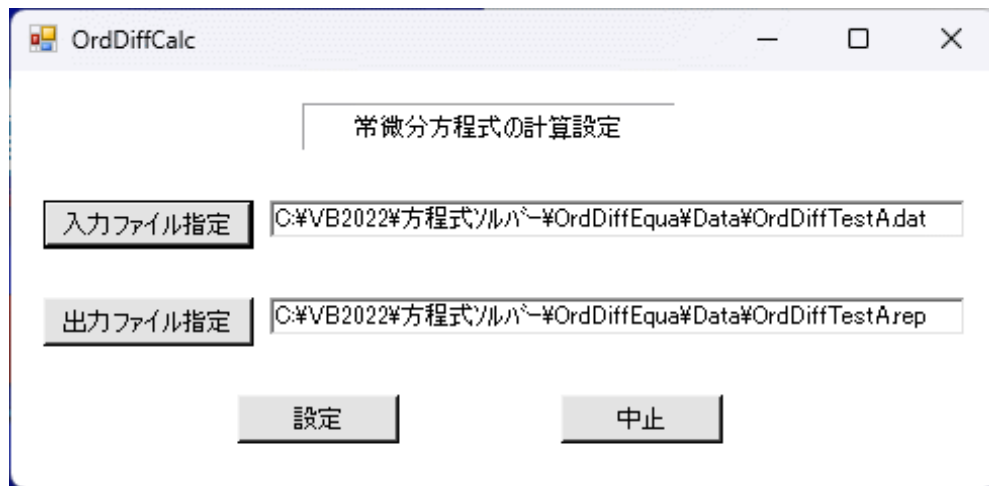 OrdDiffCalc
常微分方程式の計算設定
入力ファイル指定 C:¥VB2022¥方程式ソルバー¥OrdDiffEqua¥Data¥OrdDiffTestA.dat
出力ファイル指定 C:¥VB2022¥方程式ソルバー¥OrdDiffEqua¥Data¥OrdDiffTestA.rep
設定 中止